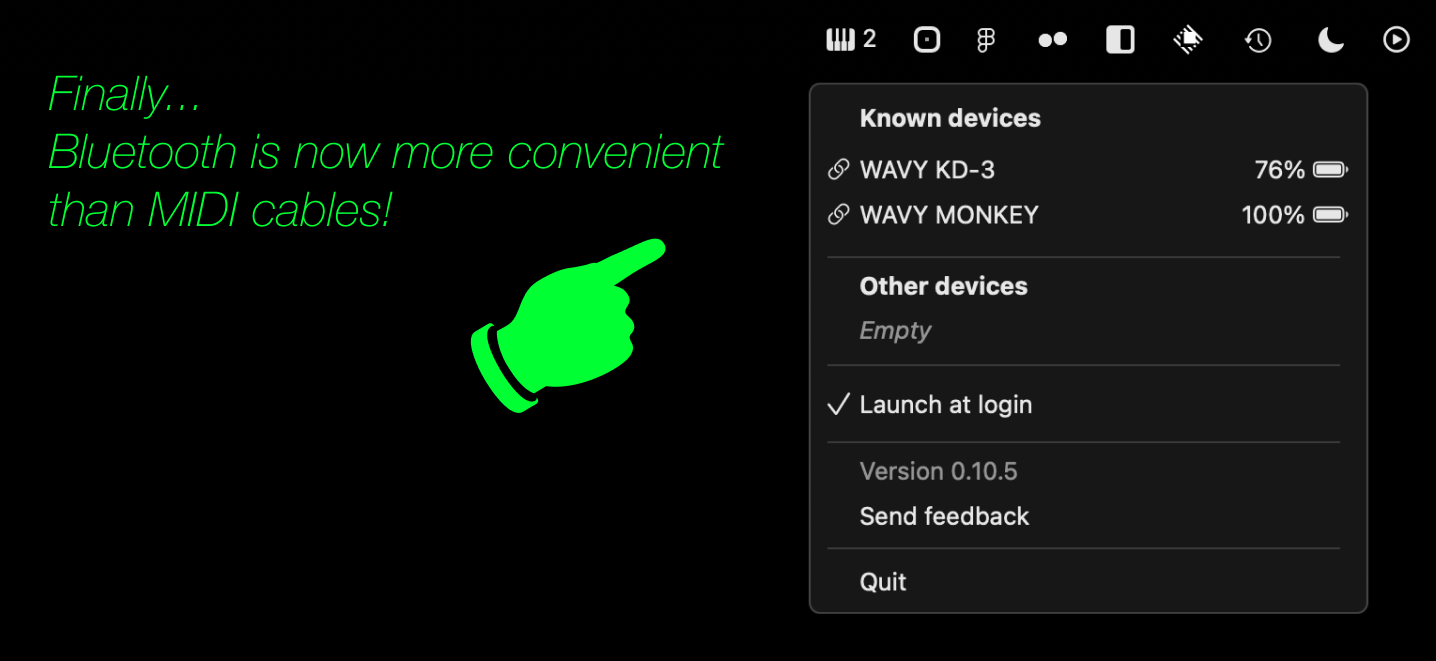 Finally...
Bluetooth is now more convenient
than MIDI cables!
2
Known devices
WAVY KD-3 76%
WAVY MONKEY 100%
Other devices
Empty
Launch at login
Version 0.10.5
Send feedback
Quit